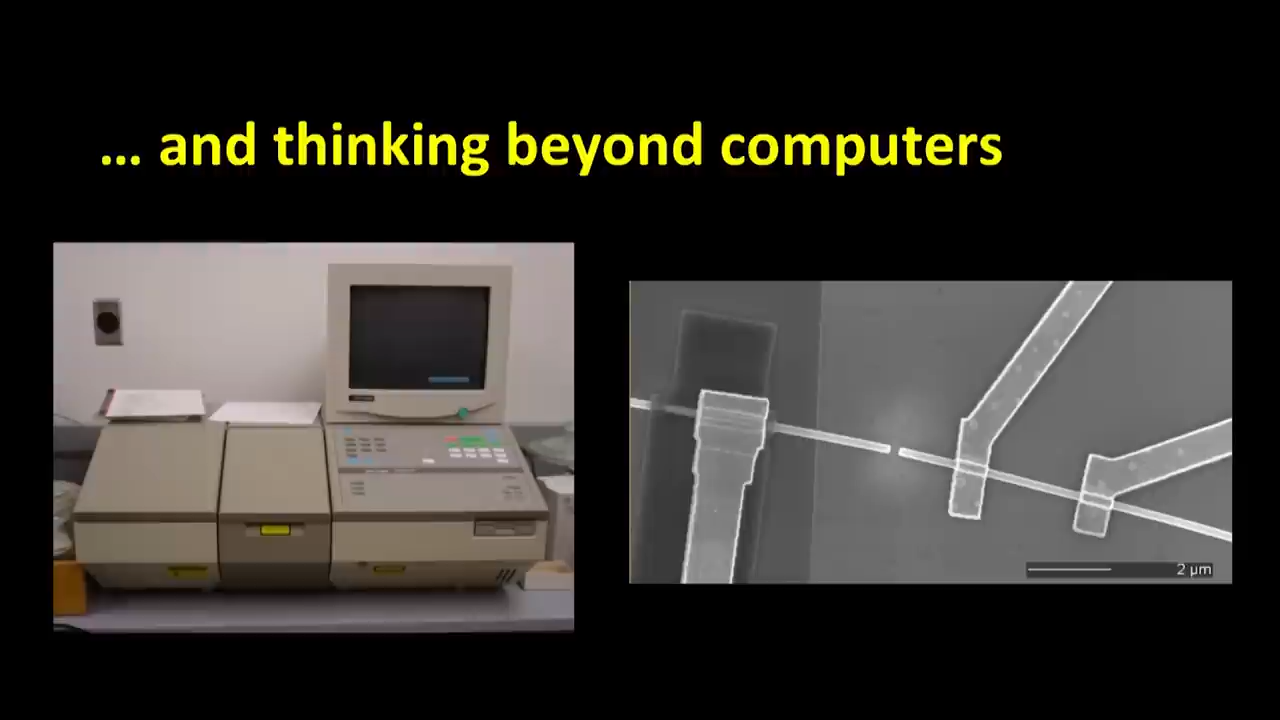 ... and thinking beyond computers
2 μm